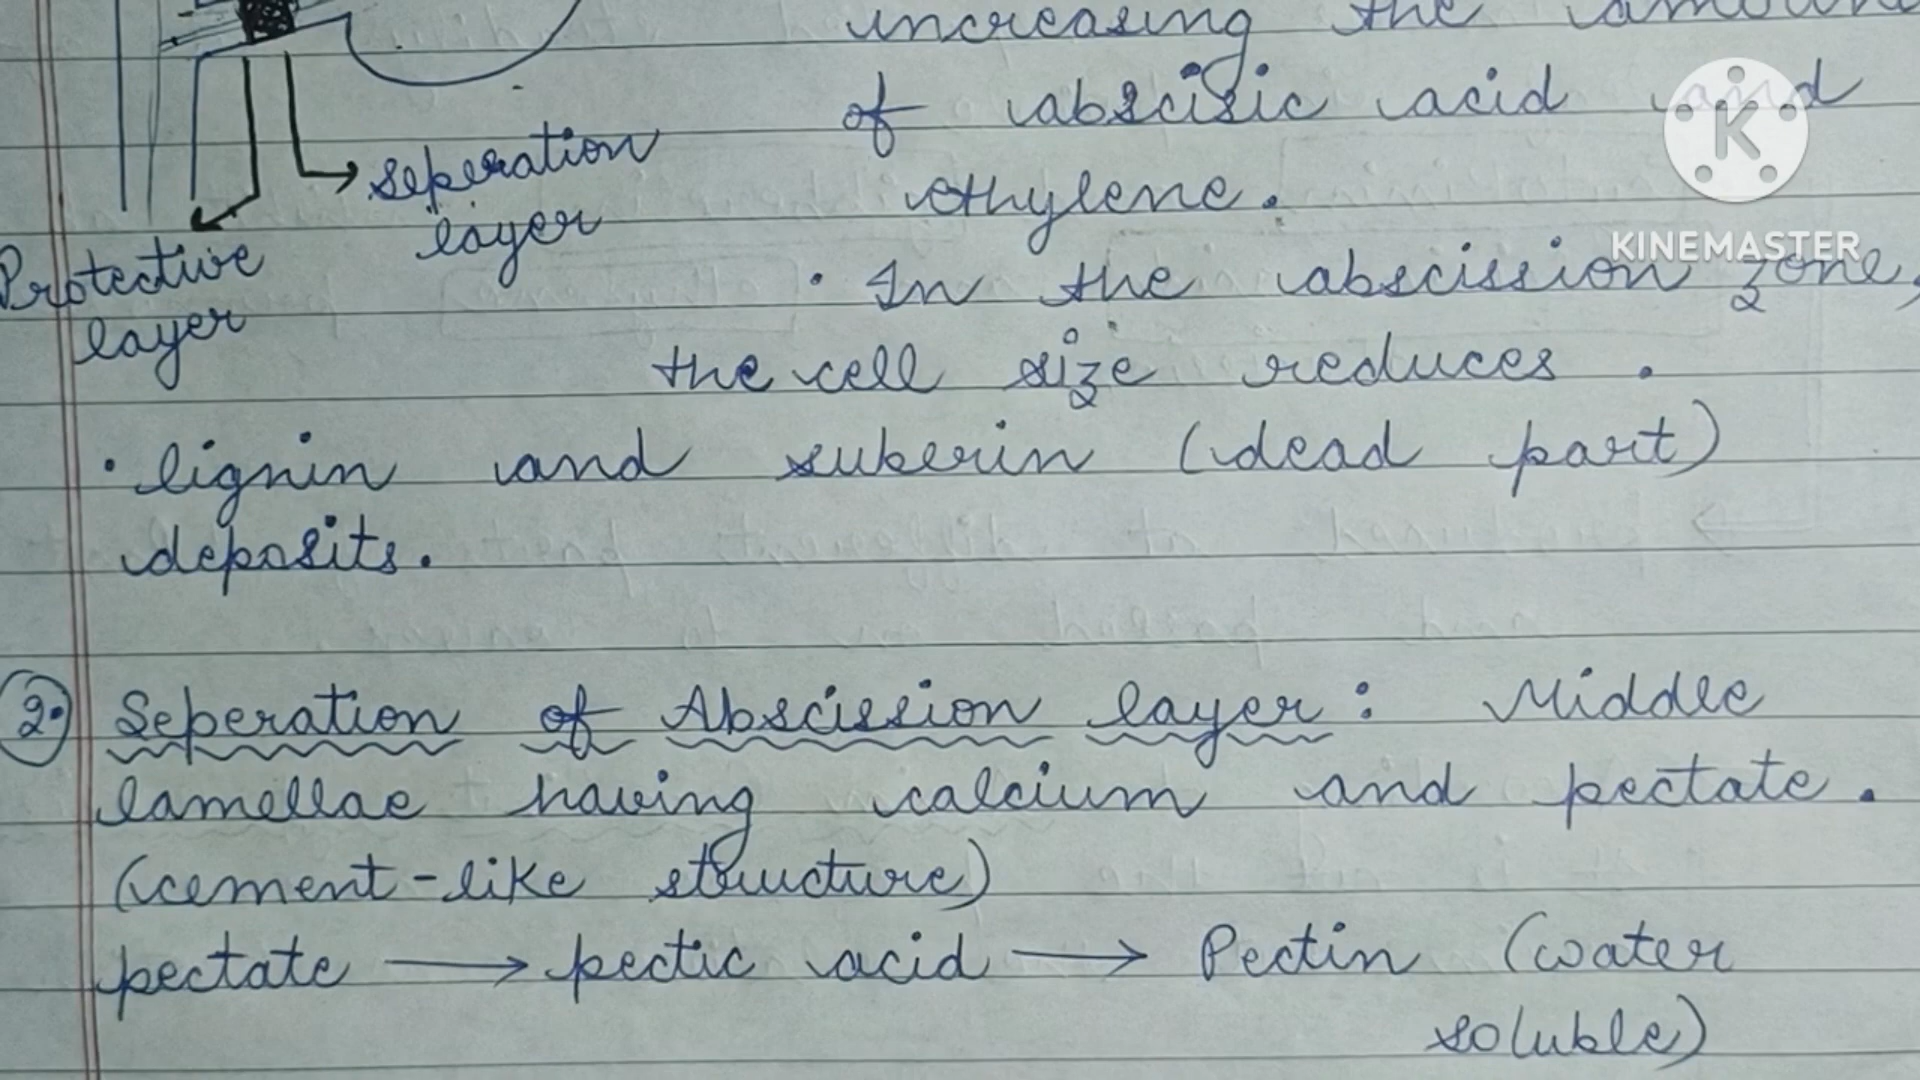 increasing the amount
of abscisic acid and
ethylene.
KINEMASTER
seperation
layer
Protective
layer
• In the abscission zone,
the cell size reduces.
• lignin and suberin (dead part)
deposits.
2. Seperation of Abscission layer: Middle
lamellae having calcium and pectate.
(cement-like structure)
pectate → pectic acid → Pectin (water
soluble)